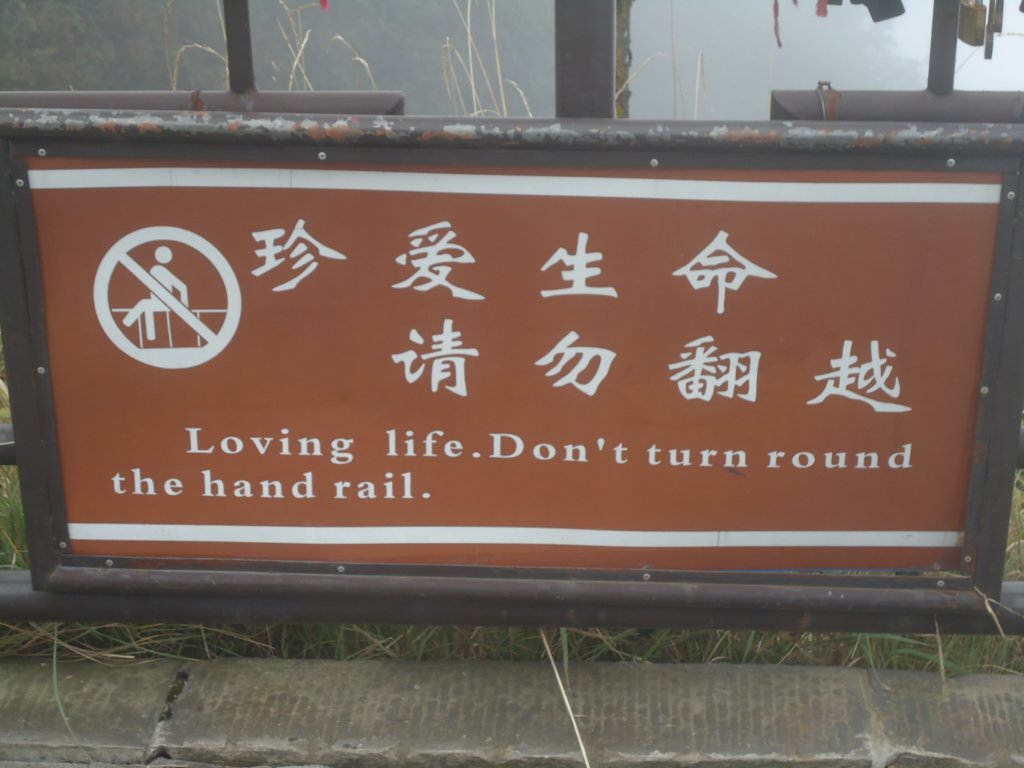 珍爱生命
请勿翻越
Loving life.Don't turn round
the hand rail.